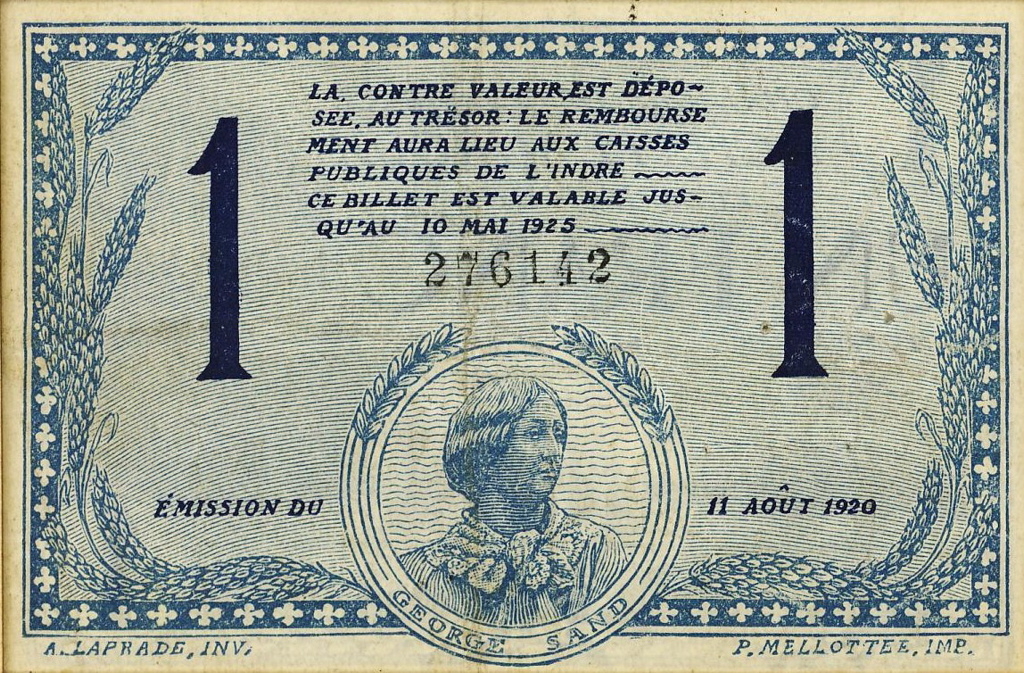 LA, CONTRE VALEUR, EST DÉPO~
SEE, AU TRÉSOR: LE REMBOURSE
MENT AURA LIEU AUX CAISSES
PUBLIQUES DE L'INDRE
CE BILLET EST VALABLE JUS-
QU'AU 10 MAI 1925
1 1
276142
ÉMISSION DU 11 AOÛT 1920
GEORGE SAND
A. LAPRADE, INV. P. MELLOTTEE, IMP.